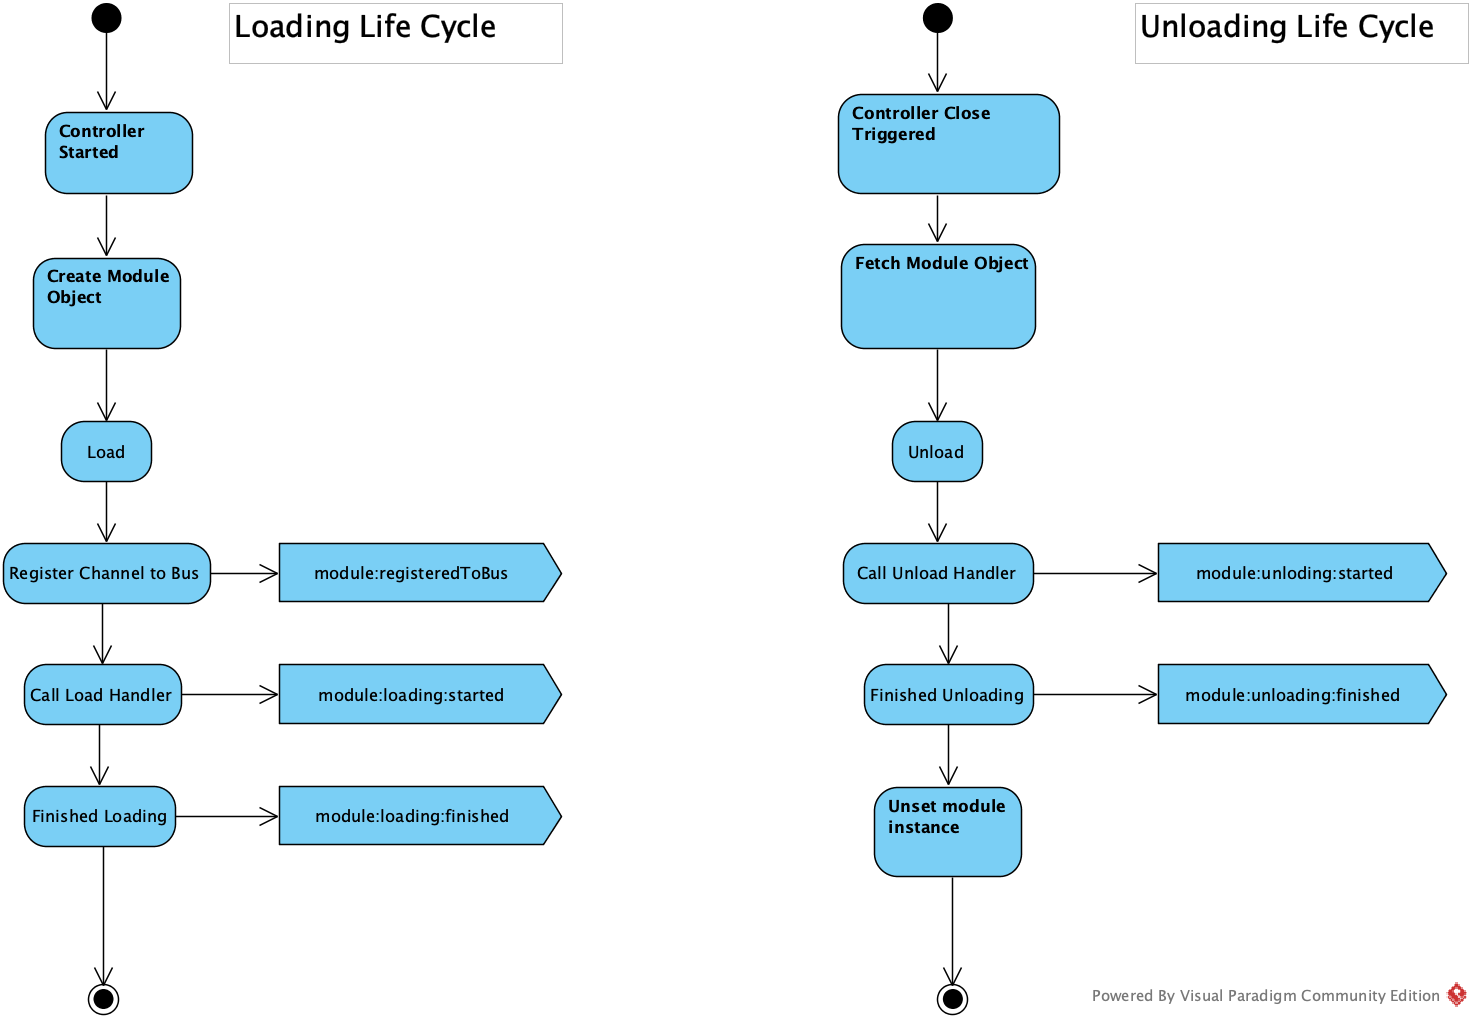 Loading Life Cycle
Controller
Started
Create Module
Object
Load
Register Channel to Bus
module:registeredToBus
Call Load Handler
module:loading:started
Finished Loading
module:loading:finished
Unloading Life Cycle
Controller Close
Triggered
Fetch Module Object
Unload
Call Unload Handler
module:unloding:started
Finished Unloading
module:unloading:finished
Unset module
instance
Powered By Visual Paradigm Community Edition